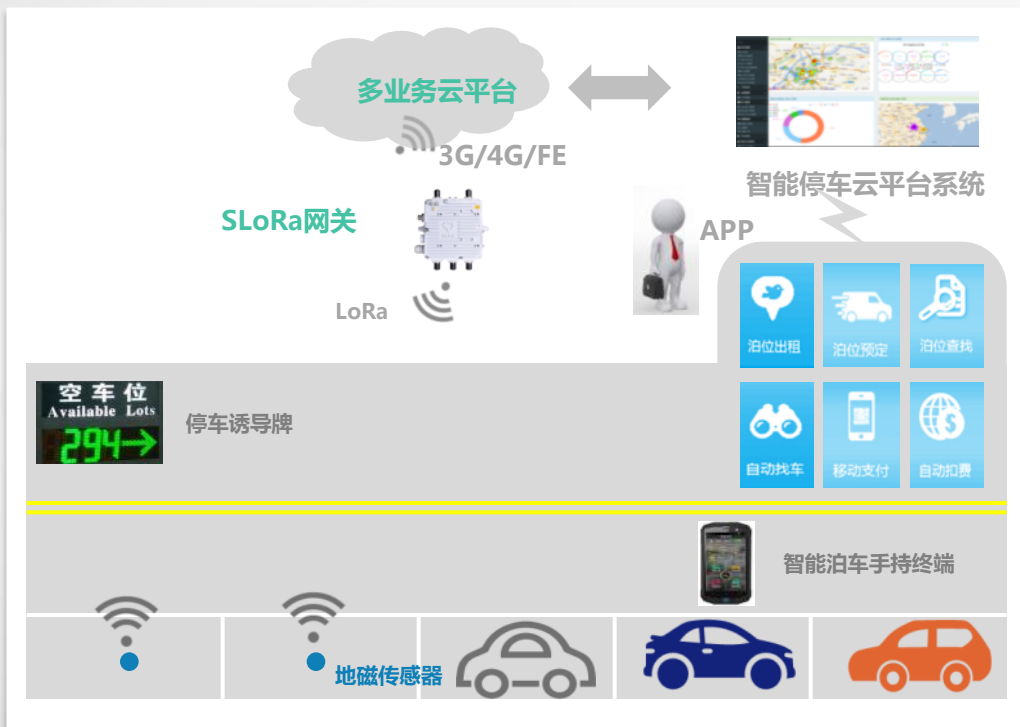 多业务云平台
3G/4G/FE
智能停车云平台系统
SLoRa网关
APP
LoRa
泊位出租
泊位预定
泊位查找
空车位
Available Lots
294
停车诱导牌
自动找车
移动支付
自动扣费
智能泊车手持终端
地磁传感器